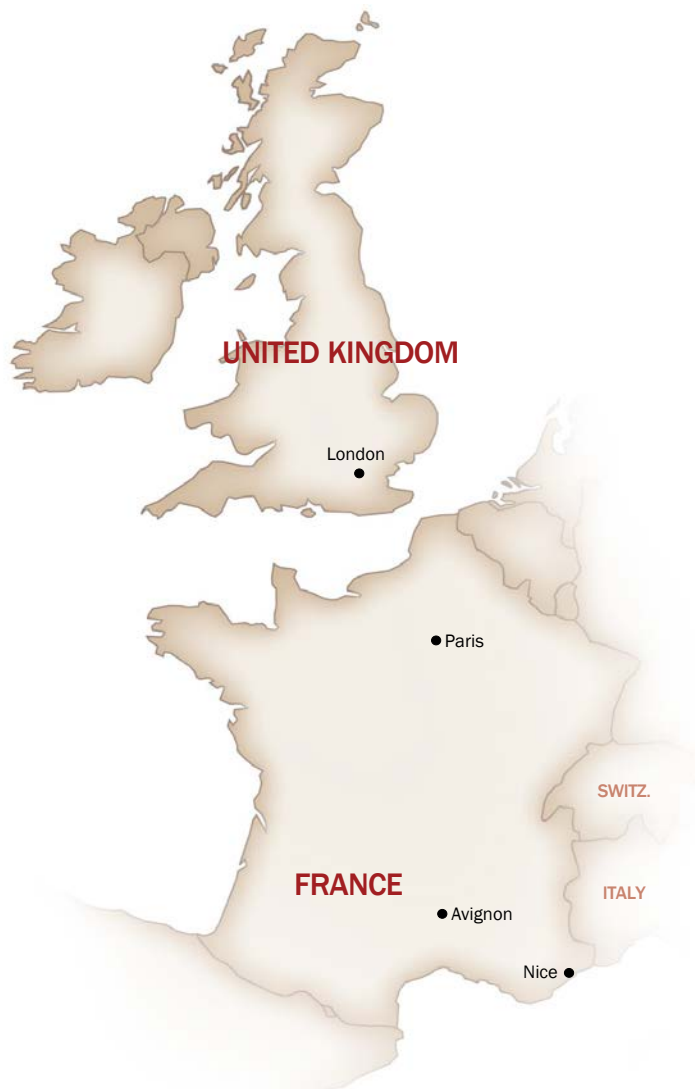 UNITED KINGDOM
London
Paris
SWITZ.
FRANCE
ITALY
Avignon
Nice